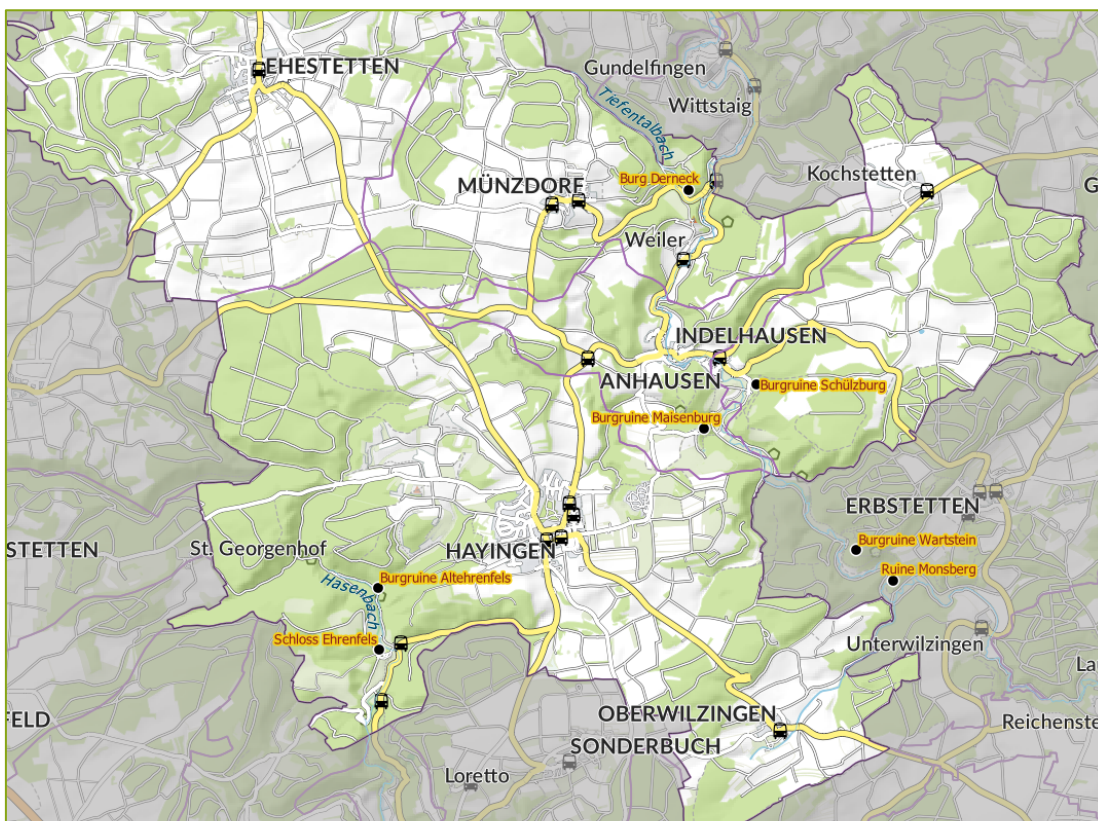 EHESTETTEN
Gundelfingen
Wittstaig
Tiefentalbach
Kochstetten
MÜNZDORF
Burg Derneck
Weiler
INDELHAUSEN
ANHAUSEN
Burgruine Schülzburg
Burgruine Maisenburg
ERBSTETTEN
STETTEN
St. Georgenhof
HAYINGEN
Burgruine Wartstein
Ruine Monsberg
Burgruine Altehrenfels
Hasenbach
Schloss Ehrenfels
Unterwilzingen
La
FELD
OBERWILZINGEN
Reichenste
SONDERBUCH
Loretto
G